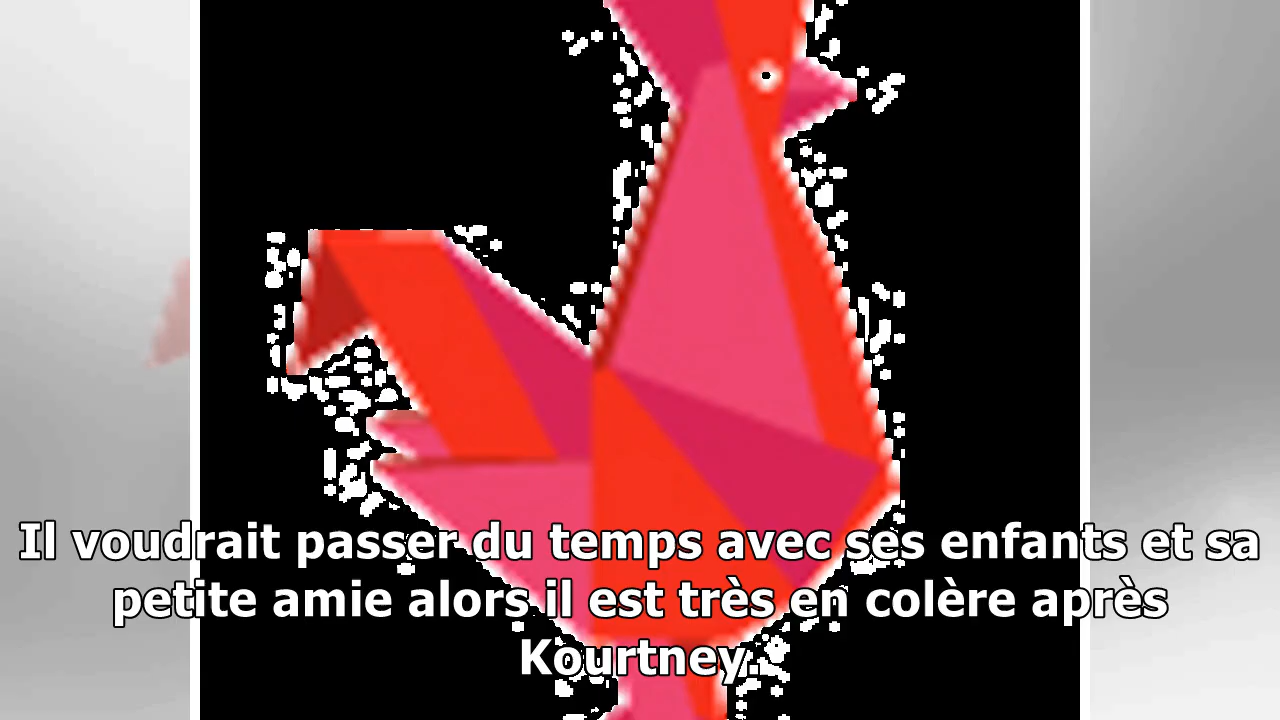 Il voudrait passer du temps avec ses enfants et sa
petite amie alors il est très en colère après
Kourtney.